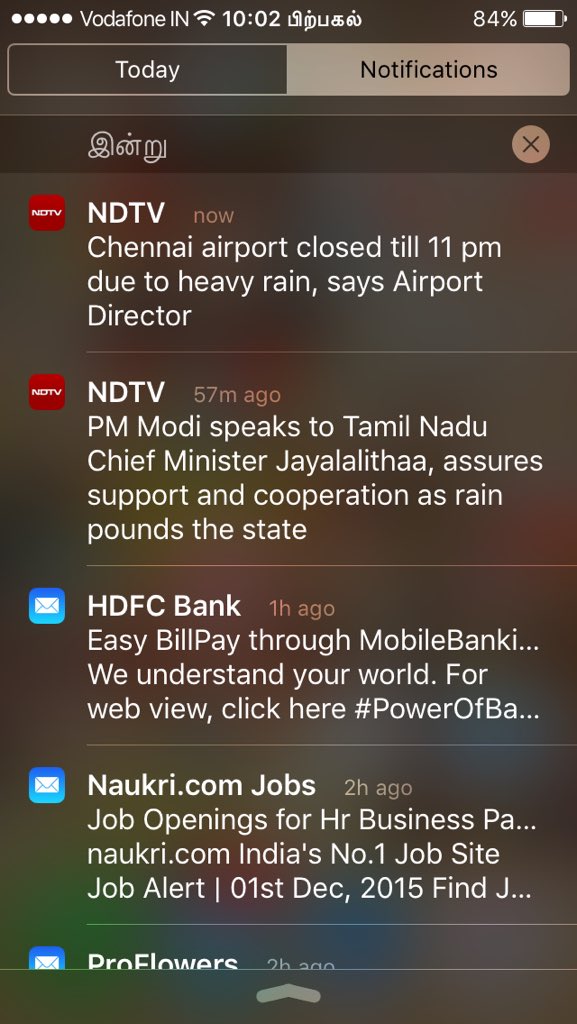 Vodafone IN 10:02 பிற்பகல் 84%
Today Notifications
இன்று
NDTV now
Chennai airport closed till 11 pm
due to heavy rain, says Airport
Director
NDTV 57m ago
PM Modi speaks to Tamil Nadu
Chief Minister Jayalalithaa, assures
support and cooperation as rain
pounds the state
HDFC Bank 1h ago
Easy BillPay through MobileBanki...
We understand your world. For
web view, click here #PowerOfBa...
Naukri.com Jobs 2h ago
Job Openings for Hr Business Pa...
naukri.com India's No.1 Job Site
Job Alert | 01st Dec, 2015 Find J...
ProFlowers 2h ago